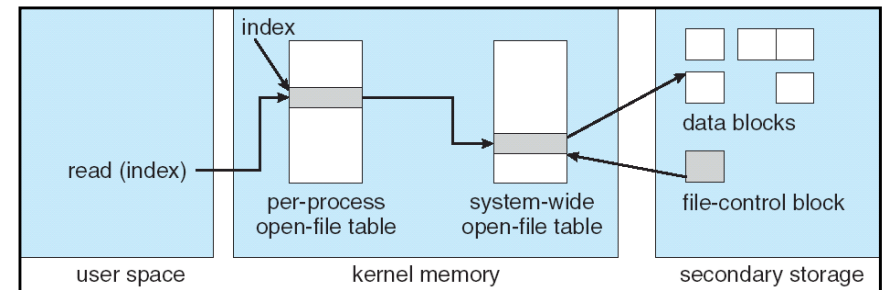 index
read (index)
per-process
open-file table
system-wide
open-file table
data blocks
file-control block
user space
kernel memory
secondary storage